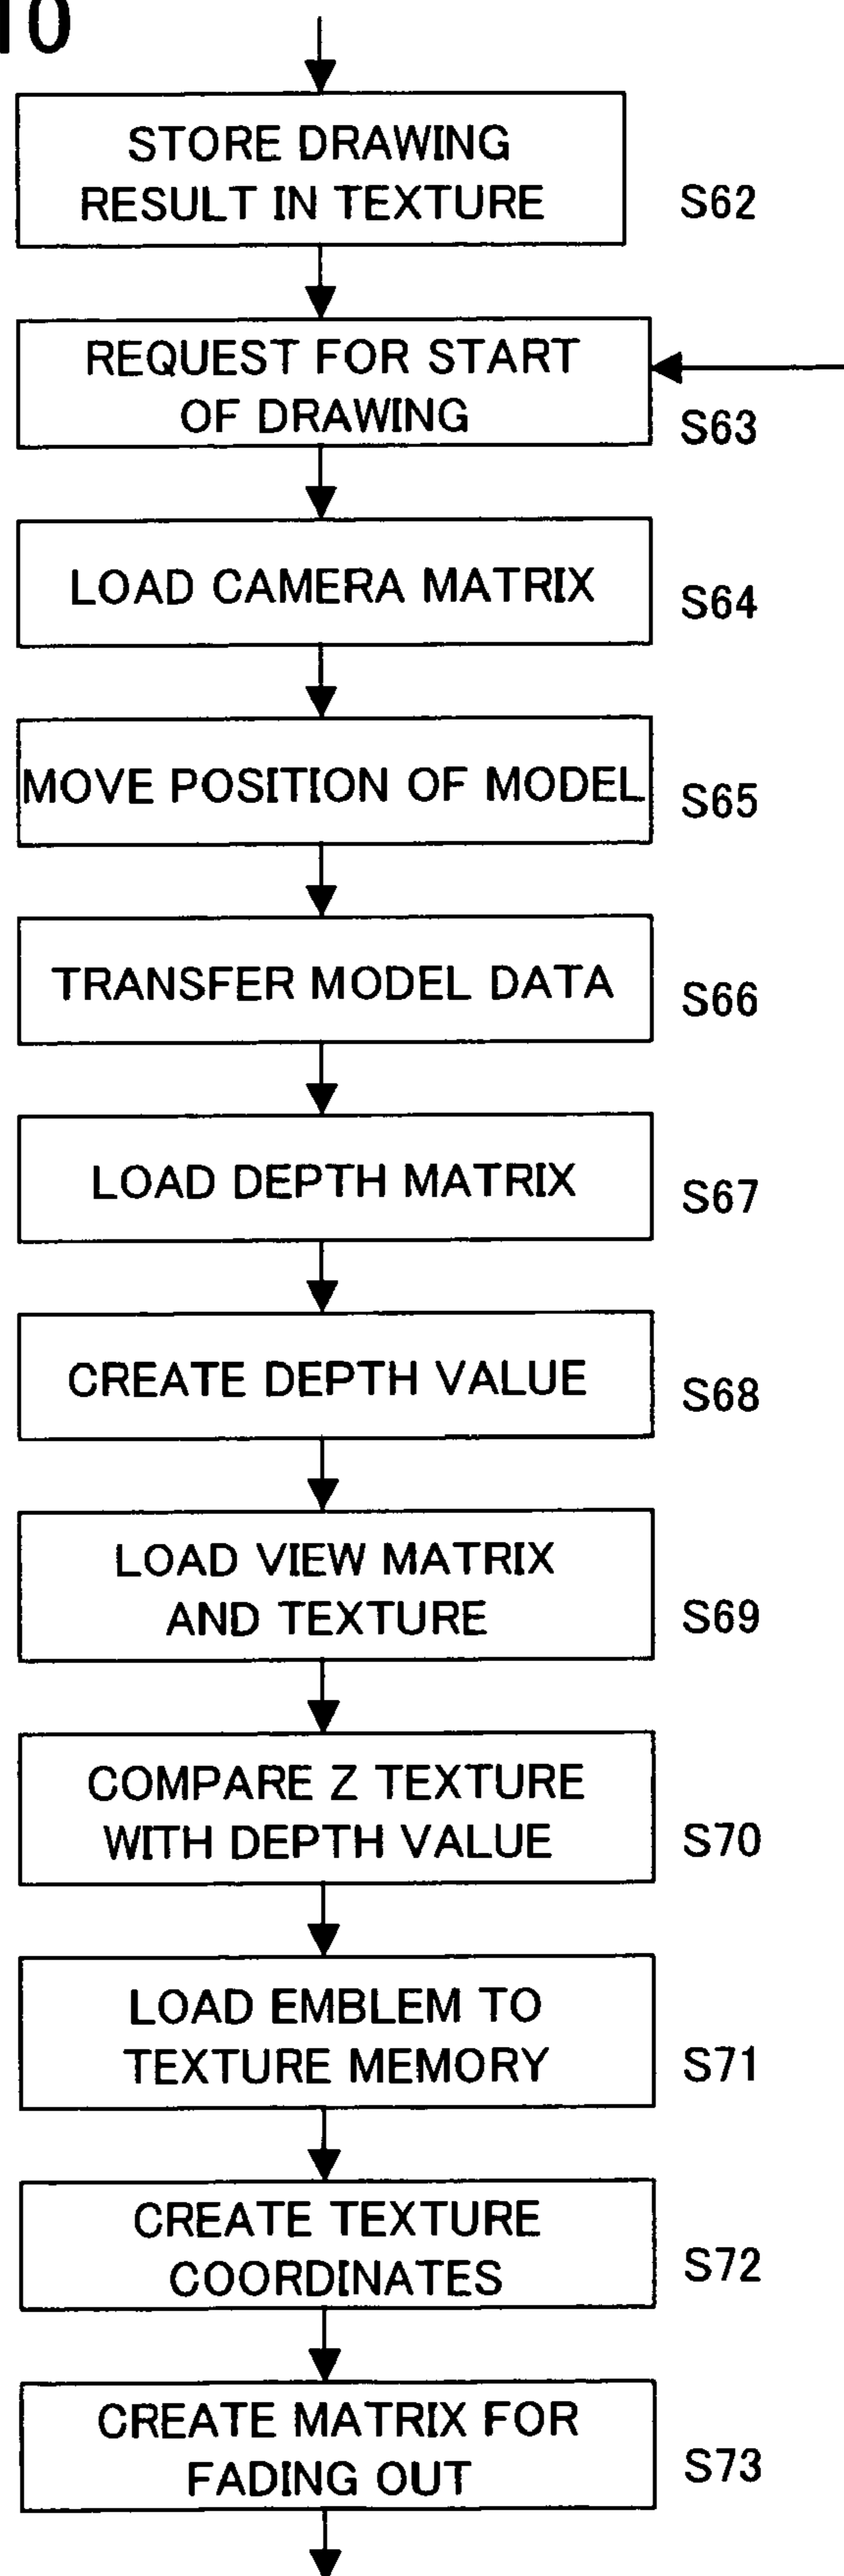 10
STORE DRAWING
RESULT IN TEXTURE
S62
REQUEST FOR START
OF DRAWING
S63
LOAD CAMERA MATRIX
S64
MOVE POSITION OF MODEL
S65
TRANSFER MODEL DATA
S66
LOAD DEPTH MATRIX
S67
CREATE DEPTH VALUE
S68
LOAD VIEW MATRIX
AND TEXTURE
S69
COMPARE Z TEXTURE
WITH DEPTH VALUE
S70
LOAD EMBLEM TO
TEXTURE MEMORY
S71
CREATE TEXTURE
COORDINATES
S72
CREATE MATRIX FOR
FADING OUT
S73